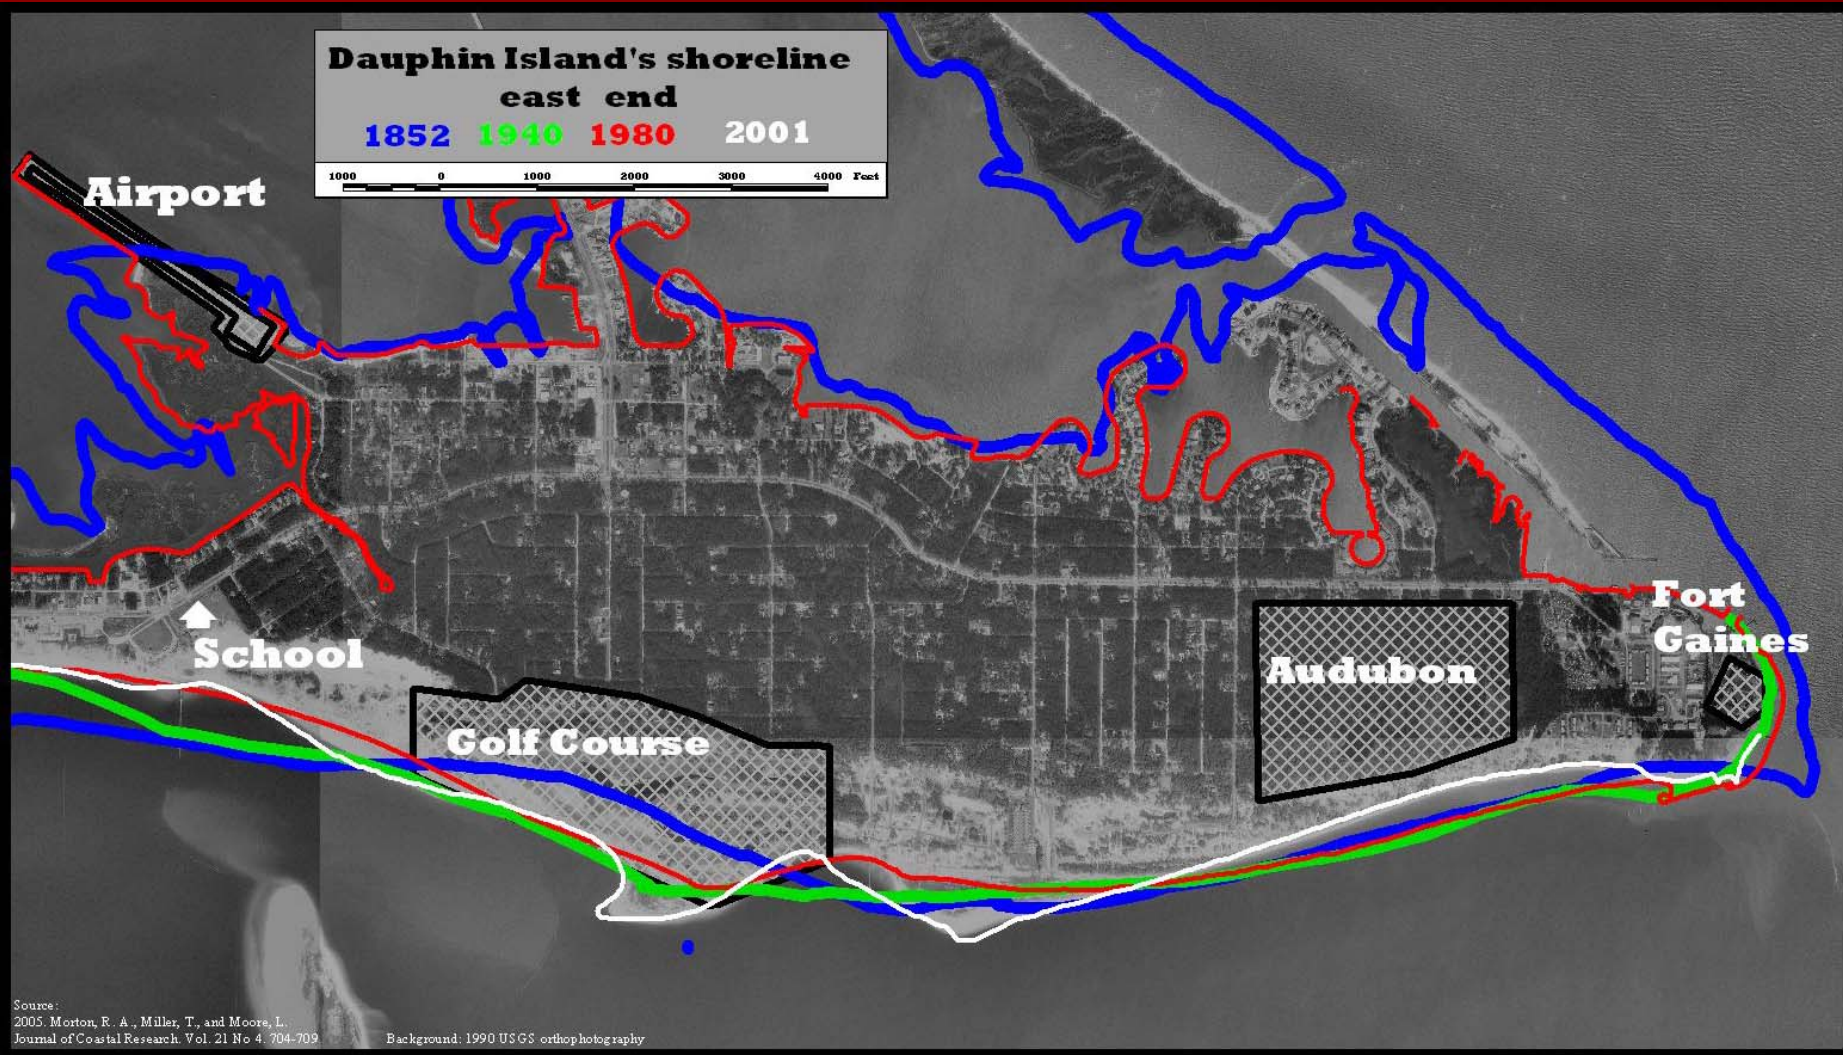 Dauphin Island's shoreline
east end
1852 1940 1980 2001
1000 0 1000 2000 3000 4000 Feet
Airport
School
Golf Course
Audubon
Fort
Gaines
Source:
2005. Morton, R. A., Miller, T., and Moore, L.
Journal of Coastal Research. Vol. 21 No 4. 704-709
Background: 1990 USGS orthophotography